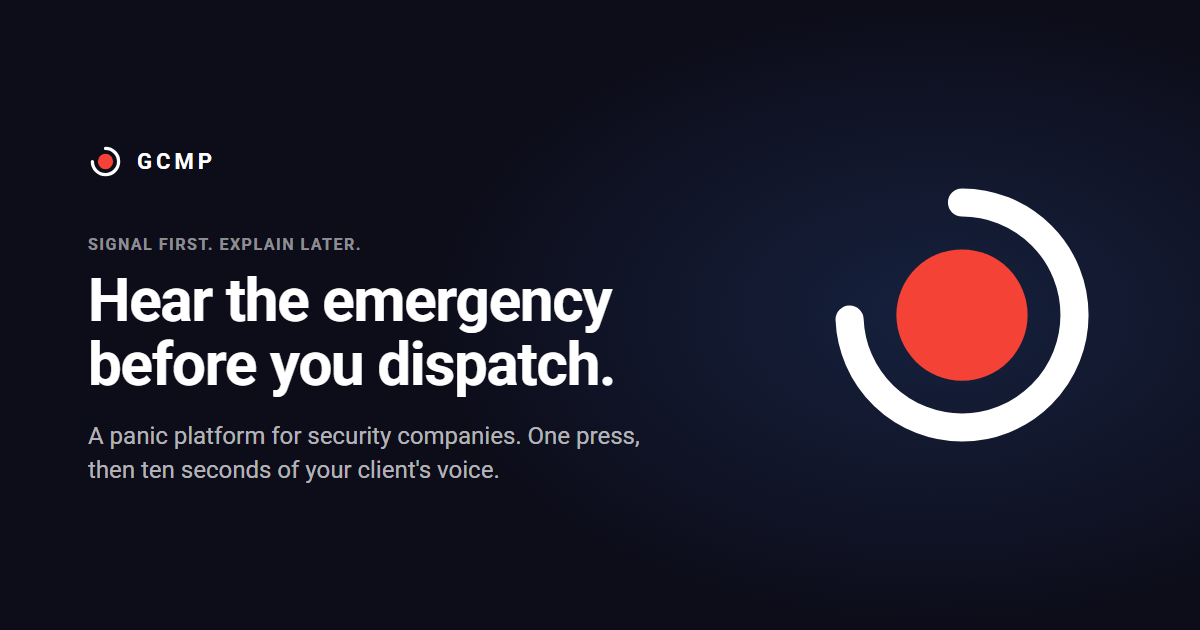 GCMP
SIGNAL FIRST. EXPLAIN LATER.
Hear the emergency
before you dispatch.
A panic platform for security companies. One press,
then ten seconds of your client's voice.